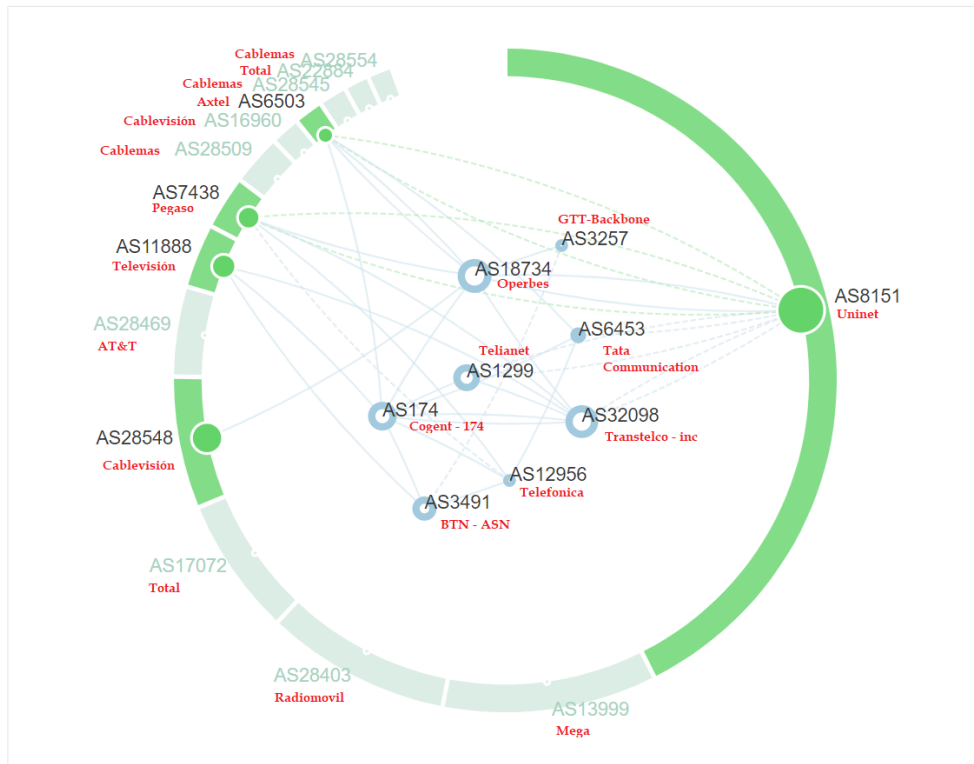 Cablemas AS28554
Total AS22884
Cablemas AS28545
Axtel AS6503
Cablevisión AS16960
Cablemas AS28509
AS7438
Pegaso
GTT-Backbone
AS3257
AS11888
Televisión
AS18734
Operbes
AS8151
Uninet
AS28469
AT&T
AS6453
Tata
Communication
Telianet
AS1299
AS174
Cogent - 174
AS32098
Transtelco - inc
AS28548
Cablevisión
AS12956
Telefonica
AS3491
BTN - ASN
AS17072
Total
AS28403
Radiomovil
AS13999
Mega